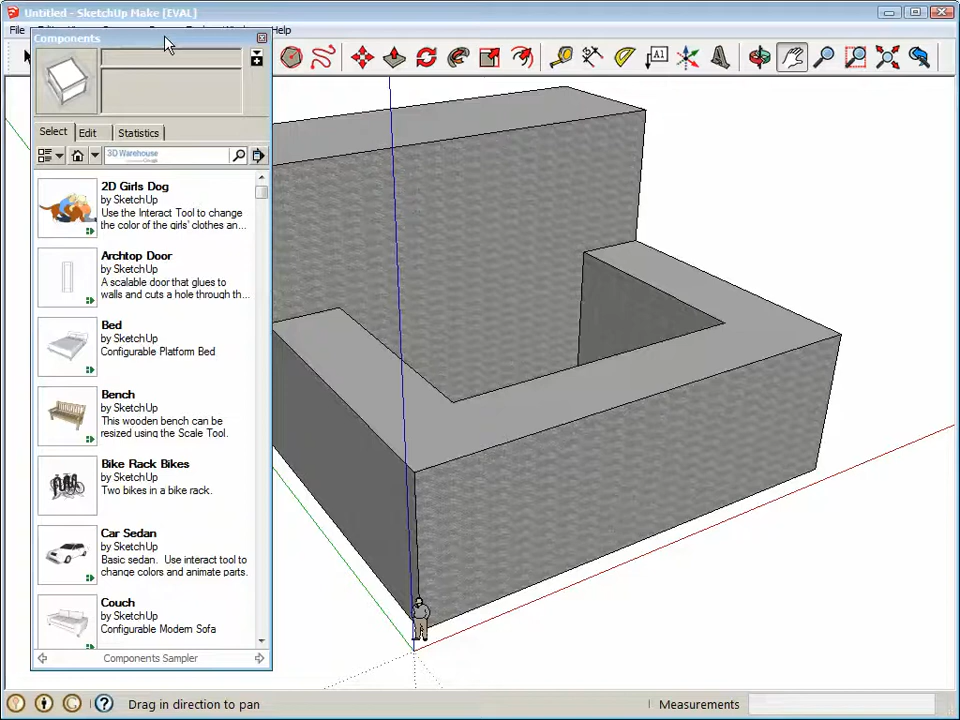 Untitled - SketchUp Make [EVAL]
File
Help
Components
A1
Select
Edit
Statistics
3D Warehouse
2D Girls Dog
by SketchUp
Use the Interact Tool to change
the color of the girls' clothes an...
Archtop Door
by SketchUp
A scalable door that glues to
walls and cuts a hole through th...
Bed
by SketchUp
Configurable Platform Bed
Bench
by SketchUp
This wooden bench can be
resized using the Scale Tool.
Bike Rack Bikes
by SketchUp
Two bikes in a bike rack.
Car Sedan
by SketchUp
Basic sedan. Use interact tool to
change colors and animate parts.
Couch
by SketchUp
Configurable Modern Sofa
Components Sampler
Drag in direction to pan
Measurements